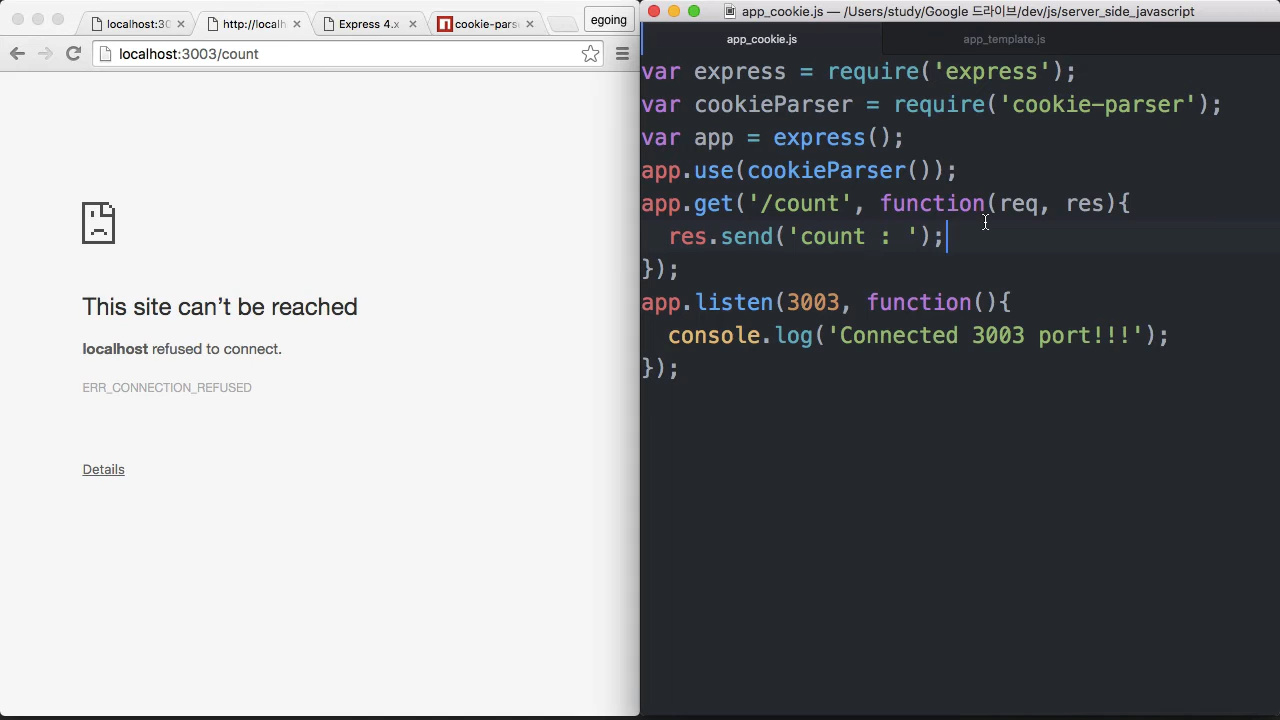 localhost:30
http://localh
Express 4.x
cookie-parse
egoing
localhost:3003/count
This site can’t be reached
localhost refused to connect.
ERR_CONNECTION_REFUSED
Details
app_cookie.js — /Users/study/Google 드라이브/dev/js/server_side_javascript
app_cookie.js
app_template.js
var express = require('express');
var cookieParser = require('cookie-parser');
var app = express();
app.use(cookieParser());
app.get('/count', function(req, res){
  res.send('count : ');
});
app.listen(3003, function(){
  console.log('Connected 3003 port!!!');
});